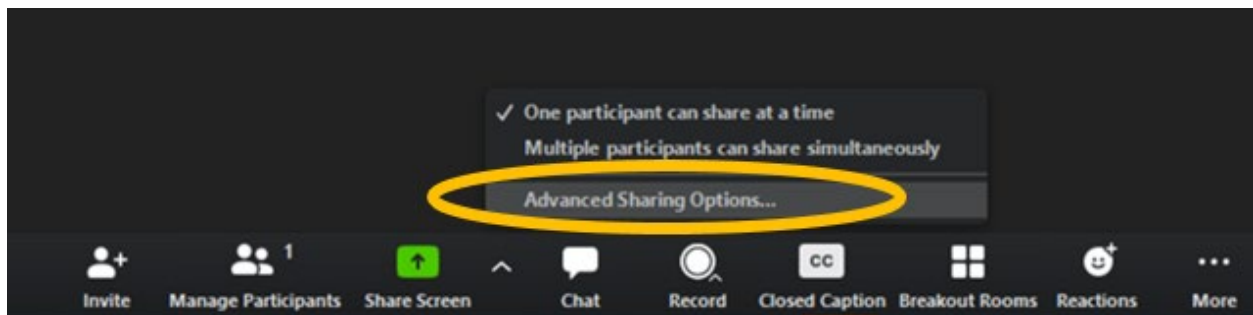 ✓ One participant can share at a time
Multiple participants can share simultaneously
Advanced Sharing Options...
1
Invite Manage Participants Share Screen Chat Record CC Closed Caption Breakout Rooms Reactions More